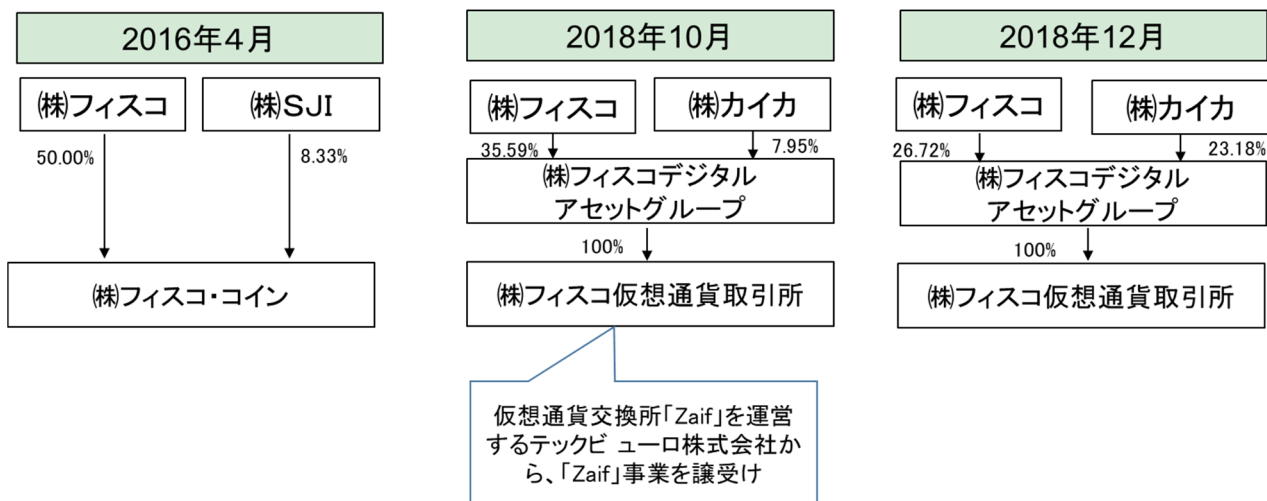 2016年4月
㈱フィスコ
㈱SJI
50.00%
8.33%
㈱フィスコ・コイン
2018年10月
㈱フィスコ
㈱カイカ
35.59%
7.95%
㈱フィスコデジタル
アセットグループ
100%
㈱フィスコ仮想通貨取引所
仮想通貨交換所「Zaif」を運営
するテックビ ューロ株式会社か
ら、「Zaif」事業を譲受け
2018年12月
㈱フィスコ
㈱カイカ
26.72%
23.18%
㈱フィスコデジタル
アセットグループ
100%
㈱フィスコ仮想通貨取引所